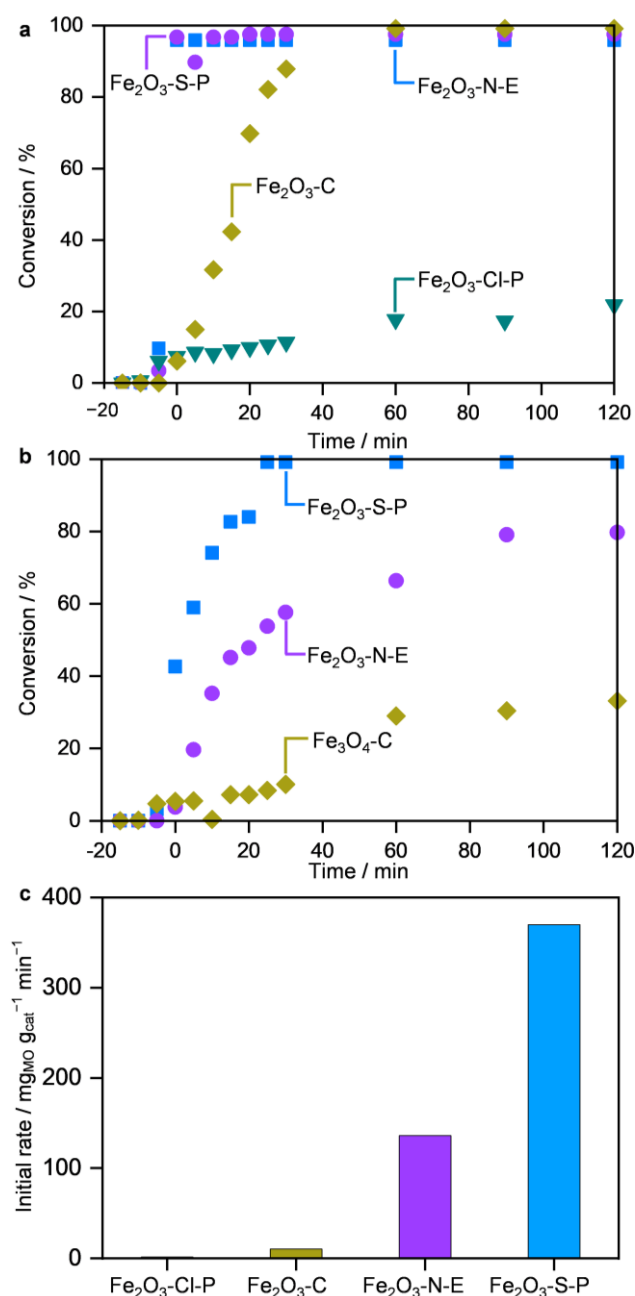 a
100
80
60
40
20
0
Conversion / %
Fe₂O₃-S-P
Fe₂O₃-N-E
Fe₂O₃-C
Fe₂O₃-Cl-P
−20 0 20 40 60 80 100 120
Time / min
b
100
80
60
40
20
0
Conversion / %
Fe₂O₃-S-P
Fe₂O₃-N-E
Fe₃O₄-C
-20 0 20 40 60 80 100 120
Time / min
c
400
300
200
100
0
Initial rate / mg_MO g_cat⁻¹ min⁻¹
Fe₂O₃-Cl-P Fe₂O₃-C Fe₂O₃-N-E Fe₂O₃-S-P